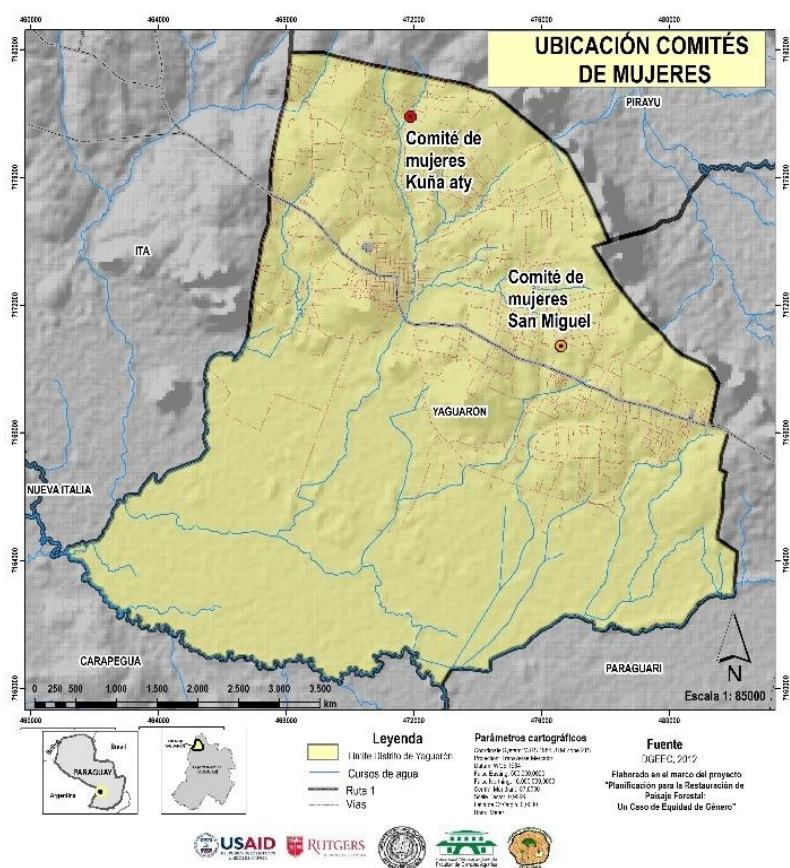 UBICACIÓN COMITÉS
DE MUJERES
460000 464000 468000 472000 476000 480000
PIRAYU
Comité de
mujeres
Kuña aty
ITA
Comité de
mujeres
San Miguel
YAGUARÓN
NUEVA ITALIA
CARAPEGUA
PARAGUARI
N
0 250 500 1.000 1.500 2.000 2.500 3.000 3.500
km
Escala 1: 85000
Brasil
PARAGUAY
Argentina
Leyenda
Límite Distrito de Yaguarón
Cursos de agua
Ruta 1
Vías
Parámetros cartográficos
Fuente
DGEEC, 2012
Elaborado en el marco del proyecto
"Planificación para la Restauración de
Paisaje Forestal:
Un Caso de Equidad de Género"
USAID
RUTGERS